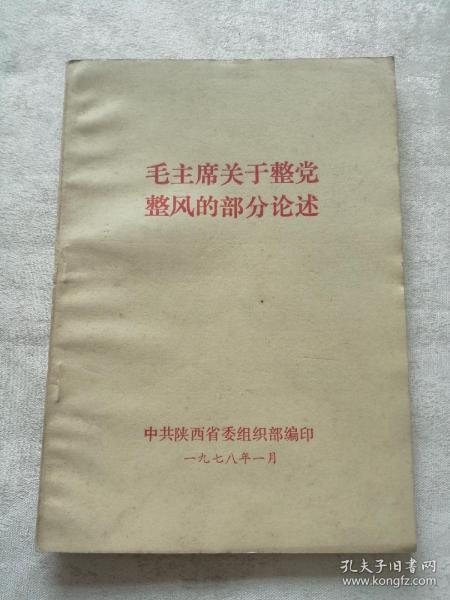 毛主席关于整党
整风的部分论述
中共陕西省委组织部编印
一九七八年一月
孔夫子旧书网
www.kongfz.com